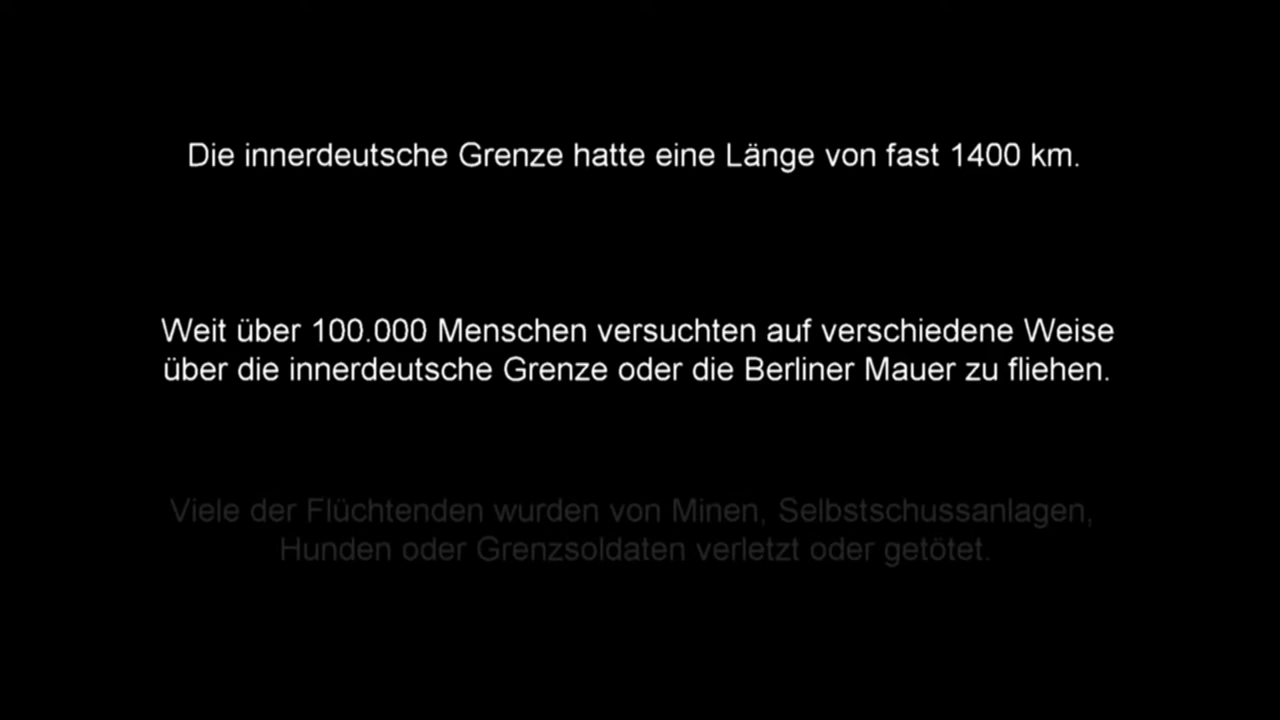 Die innerdeutsche Grenze hatte eine Länge von fast 1400 km.
Weit über 100.000 Menschen versuchten auf verschiedene Weise
über die innerdeutsche Grenze oder die Berliner Mauer zu fliehen.
Viele der Flüchtenden wurden von Minen, Selbstschussanlagen,
Hunden oder Grenzsoldaten verletzt oder getötet.